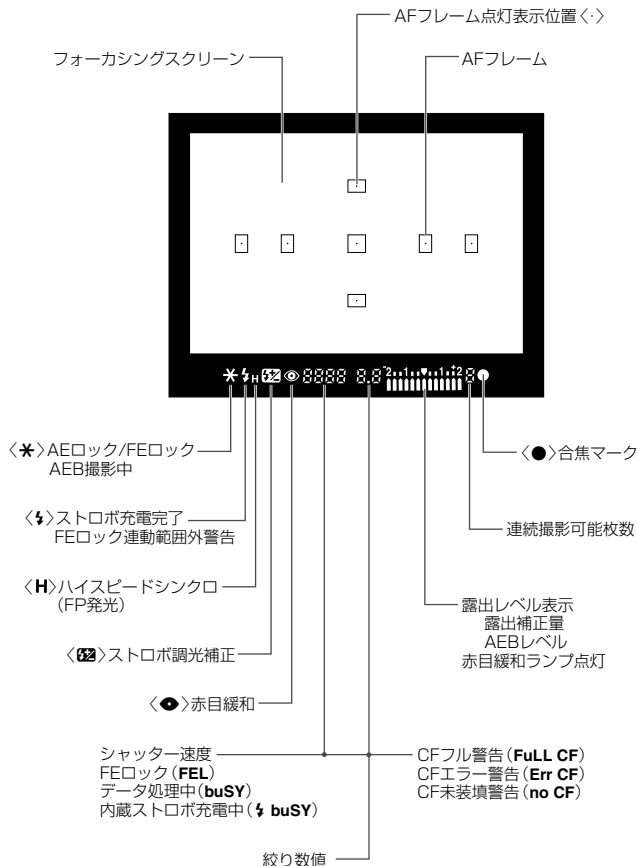 AFフレーム点灯表示位置〈・〉
フォーカシングスクリーン
AFフレーム
H 8888 8.8 -2..1...1..+2 8
〈✱〉AEロック/FEロック
AEB撮影中
〈●〉合焦マーク
〈⚡〉ストロボ充電完了
FEロック連動範囲外警告
連続撮影可能枚数
〈H〉ハイスピードシンクロ
(FP発光)
露出レベル表示
露出補正量
AEBレベル
赤目緩和ランプ点灯
〈〉ストロボ調光補正
〈〉赤目緩和
シャッター速度
FEロック(FEL)
データ処理中(buSY)
内蔵ストロボ充電中(⚡ buSY)
CFフル警告(FuLL CF)
CFエラー警告(Err CF)
CF未装填警告(no CF)
絞り数値